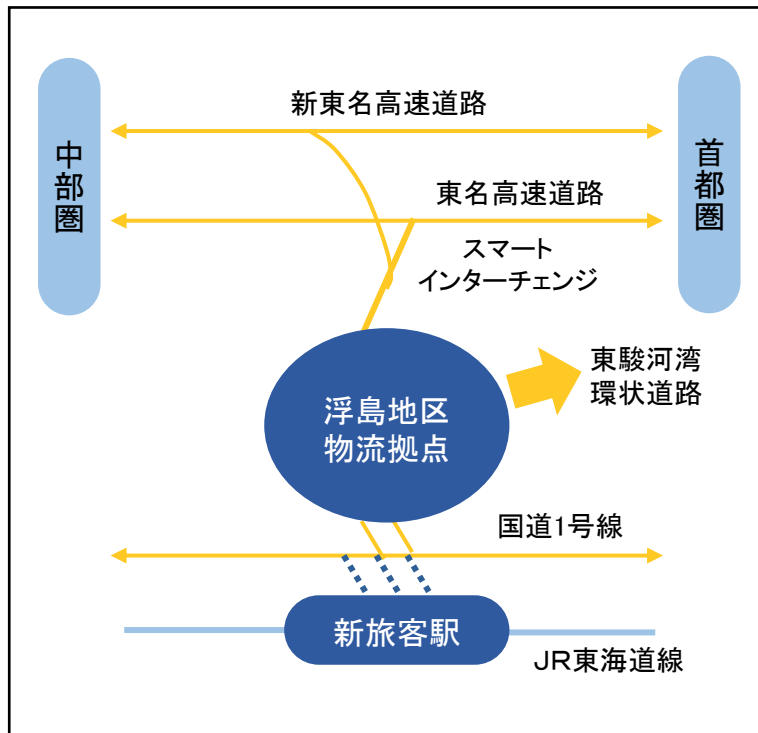 新東名高速道路
中部圏
首都圏
東名高速道路
スマート
インターチェンジ
東駿河湾
環状道路
浮島地区
物流拠点
国道1号線
新旅客駅
JR東海道線